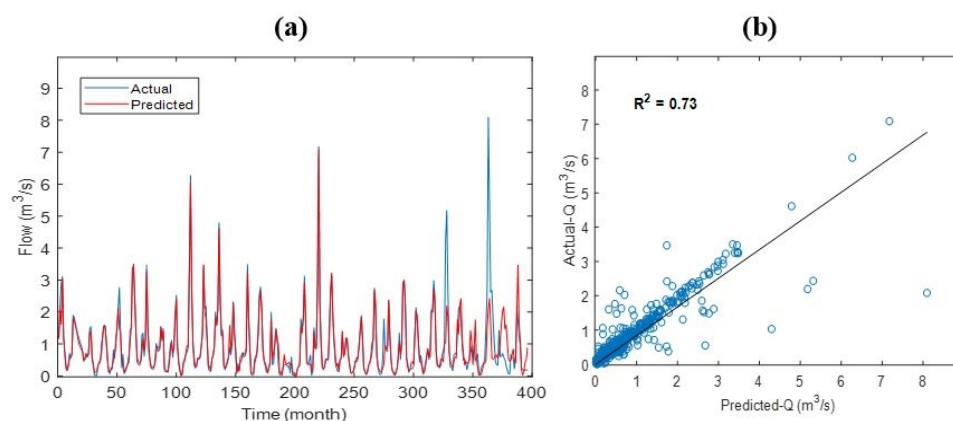 (a)
Actual
Predicted
9
8
7
6
5
4
3
2
1
0
0 50 100 150 200 250 300 350 400
Flow (m³/s)
Time (month)
(b)
R² = 0.73
9
8
7
6
5
4
3
2
1
0
0 1 2 3 4 5 6 7 8
Actual-Q (m³/s)
Predicted-Q (m³/s)